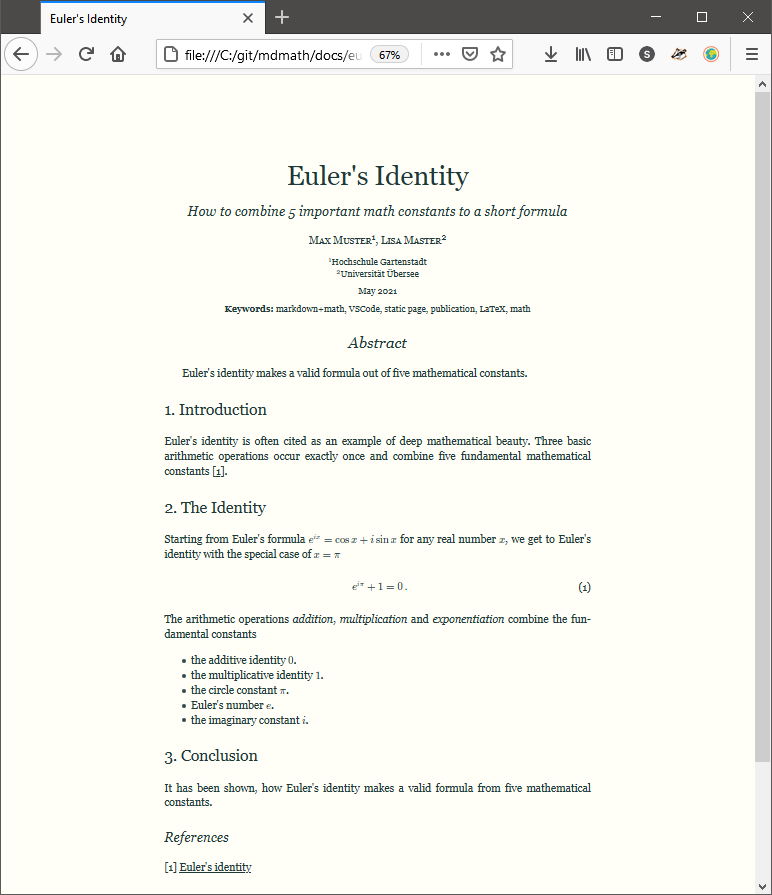 Euler's Identity
file:///C:/git/mdmath/docs/eu
67%
S
Euler's Identity
How to combine 5 important math constants to a short formula
Max Muster¹, Lisa Master²
¹Hochschule Gartenstadt
²Universität Übersee
May 2021
Keywords: markdown+math, VSCode, static page, publication, LaTeX, math
Abstract
Euler's identity makes a valid formula out of five mathematical constants.
1. Introduction
Euler's identity is often cited as an example of deep mathematical beauty. Three basic
arithmetic operations occur exactly once and combine five fundamental mathematical
constants [1].
2. The Identity
Starting from Euler's formula e^{ix} = cos x + i sin x for any real number x, we get to Euler's
identity with the special case of x = π
e^{iπ} + 1 = 0 . (1)
The arithmetic operations addition, multiplication and exponentiation combine the fun-
damental constants
• the additive identity 0.
• the multiplicative identity 1.
• the circle constant π.
• Euler's number e.
• the imaginary constant i.
3. Conclusion
It has been shown, how Euler's identity makes a valid formula from five mathematical
constants.
References
[1] Euler's identity